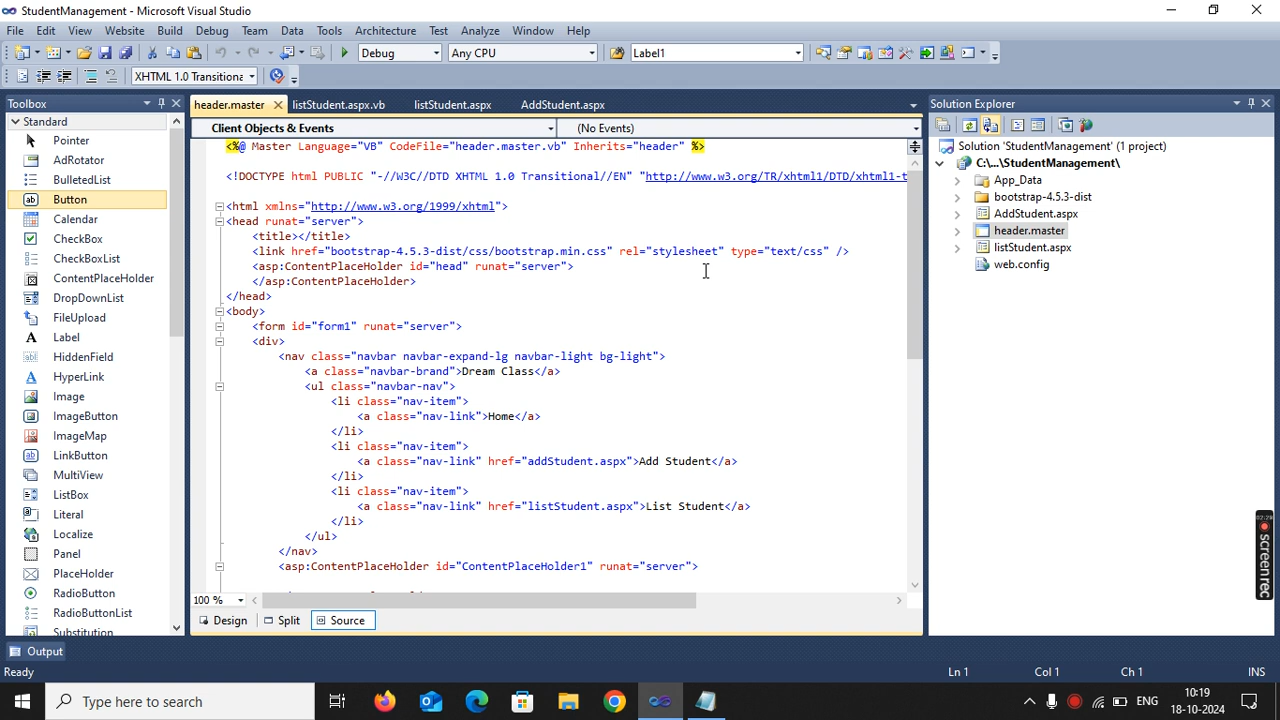 StudentManagement - Microsoft Visual Studio
File Edit View Website Build Debug Team Data Tools Architecture Test Analyze Window Help
Debug Any CPU Label1
XHTML 1.0 Transitiona
Toolbox
Standard
Pointer
AdRotator
BulletedList
Button
Calendar
CheckBox
CheckBoxList
ContentPlaceHolder
DropDownList
FileUpload
Label
HiddenField
HyperLink
Image
ImageButton
ImageMap
LinkButton
MultiView
ListBox
Literal
Localize
Panel
PlaceHolder
RadioButton
RadioButtonList
Substitution
header.master listStudent.aspx.vb listStudent.aspx AddStudent.aspx
Client Objects & Events (No Events)
<%@ Master Language="VB" CodeFile="header.master.vb" Inherits="header" %>
<!DOCTYPE html PUBLIC "-//W3C//DTD XHTML 1.0 Transitional//EN" "http://www.w3.org/TR/xhtml1/DTD/xhtml1-t
<html xmlns="http://www.w3.org/1999/xhtml">
<head runat="server">
<title></title>
<link href="bootstrap-4.5.3-dist/css/bootstrap.min.css" rel="stylesheet" type="text/css" />
<asp:ContentPlaceHolder id="head" runat="server">
</asp:ContentPlaceHolder>
</head>
<body>
<form id="form1" runat="server">
<div>
<nav class="navbar navbar-expand-lg navbar-light bg-light">
<a class="navbar-brand">Dream Class</a>
<ul class="navbar-nav">
<li class="nav-item">
<a class="nav-link">Home</a>
</li>
<li class="nav-item">
<a class="nav-link" href="addStudent.aspx">Add Student</a>
</li>
<li class="nav-item">
<a class="nav-link" href="listStudent.aspx">List Student</a>
</li>
</ul>
</nav>
<asp:ContentPlaceHolder id="ContentPlaceHolder1" runat="server">
100 %
Design Split Source
Solution Explorer
Solution 'StudentManagement' (1 project)
C:\...\StudentManagement\
App_Data
bootstrap-4.5.3-dist
AddStudent.aspx
header.master
listStudent.aspx
web.config
screen rec
Output
Ready Ln 1 Col 1 Ch 1 INS
Type here to search
ENG
10:19
18-10-2024